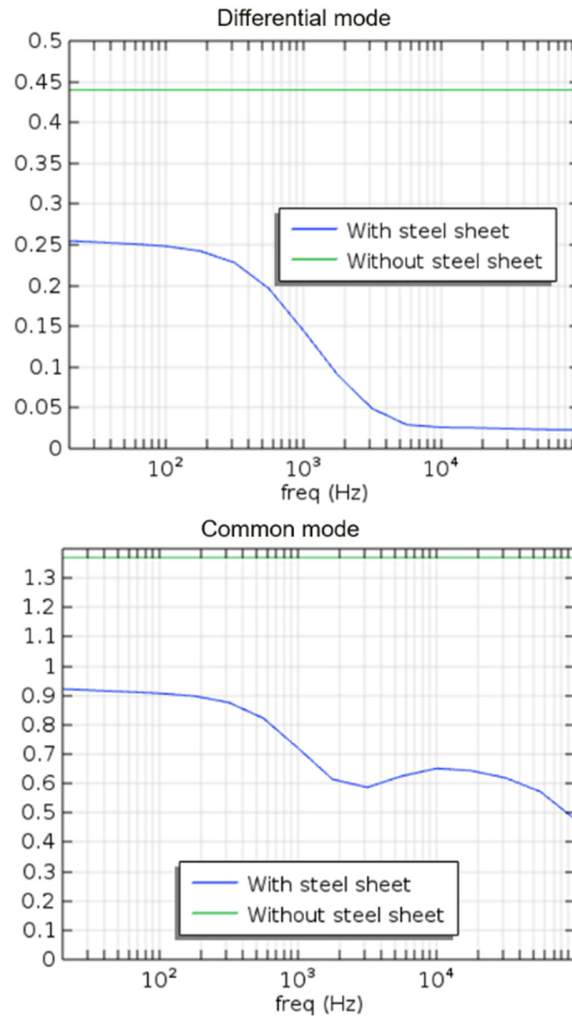 Differential mode
0.5
0.45
0.4
0.35
0.3
0.25
0.2
0.15
0.1
0.05
0
With steel sheet
Without steel sheet
10² 10³ 10⁴
freq (Hz)
Common mode
1.3
1.2
1.1
1
0.9
0.8
0.7
0.6
0.5
0.4
0.3
0.2
0.1
0
With steel sheet
Without steel sheet
10² 10³ 10⁴
freq (Hz)